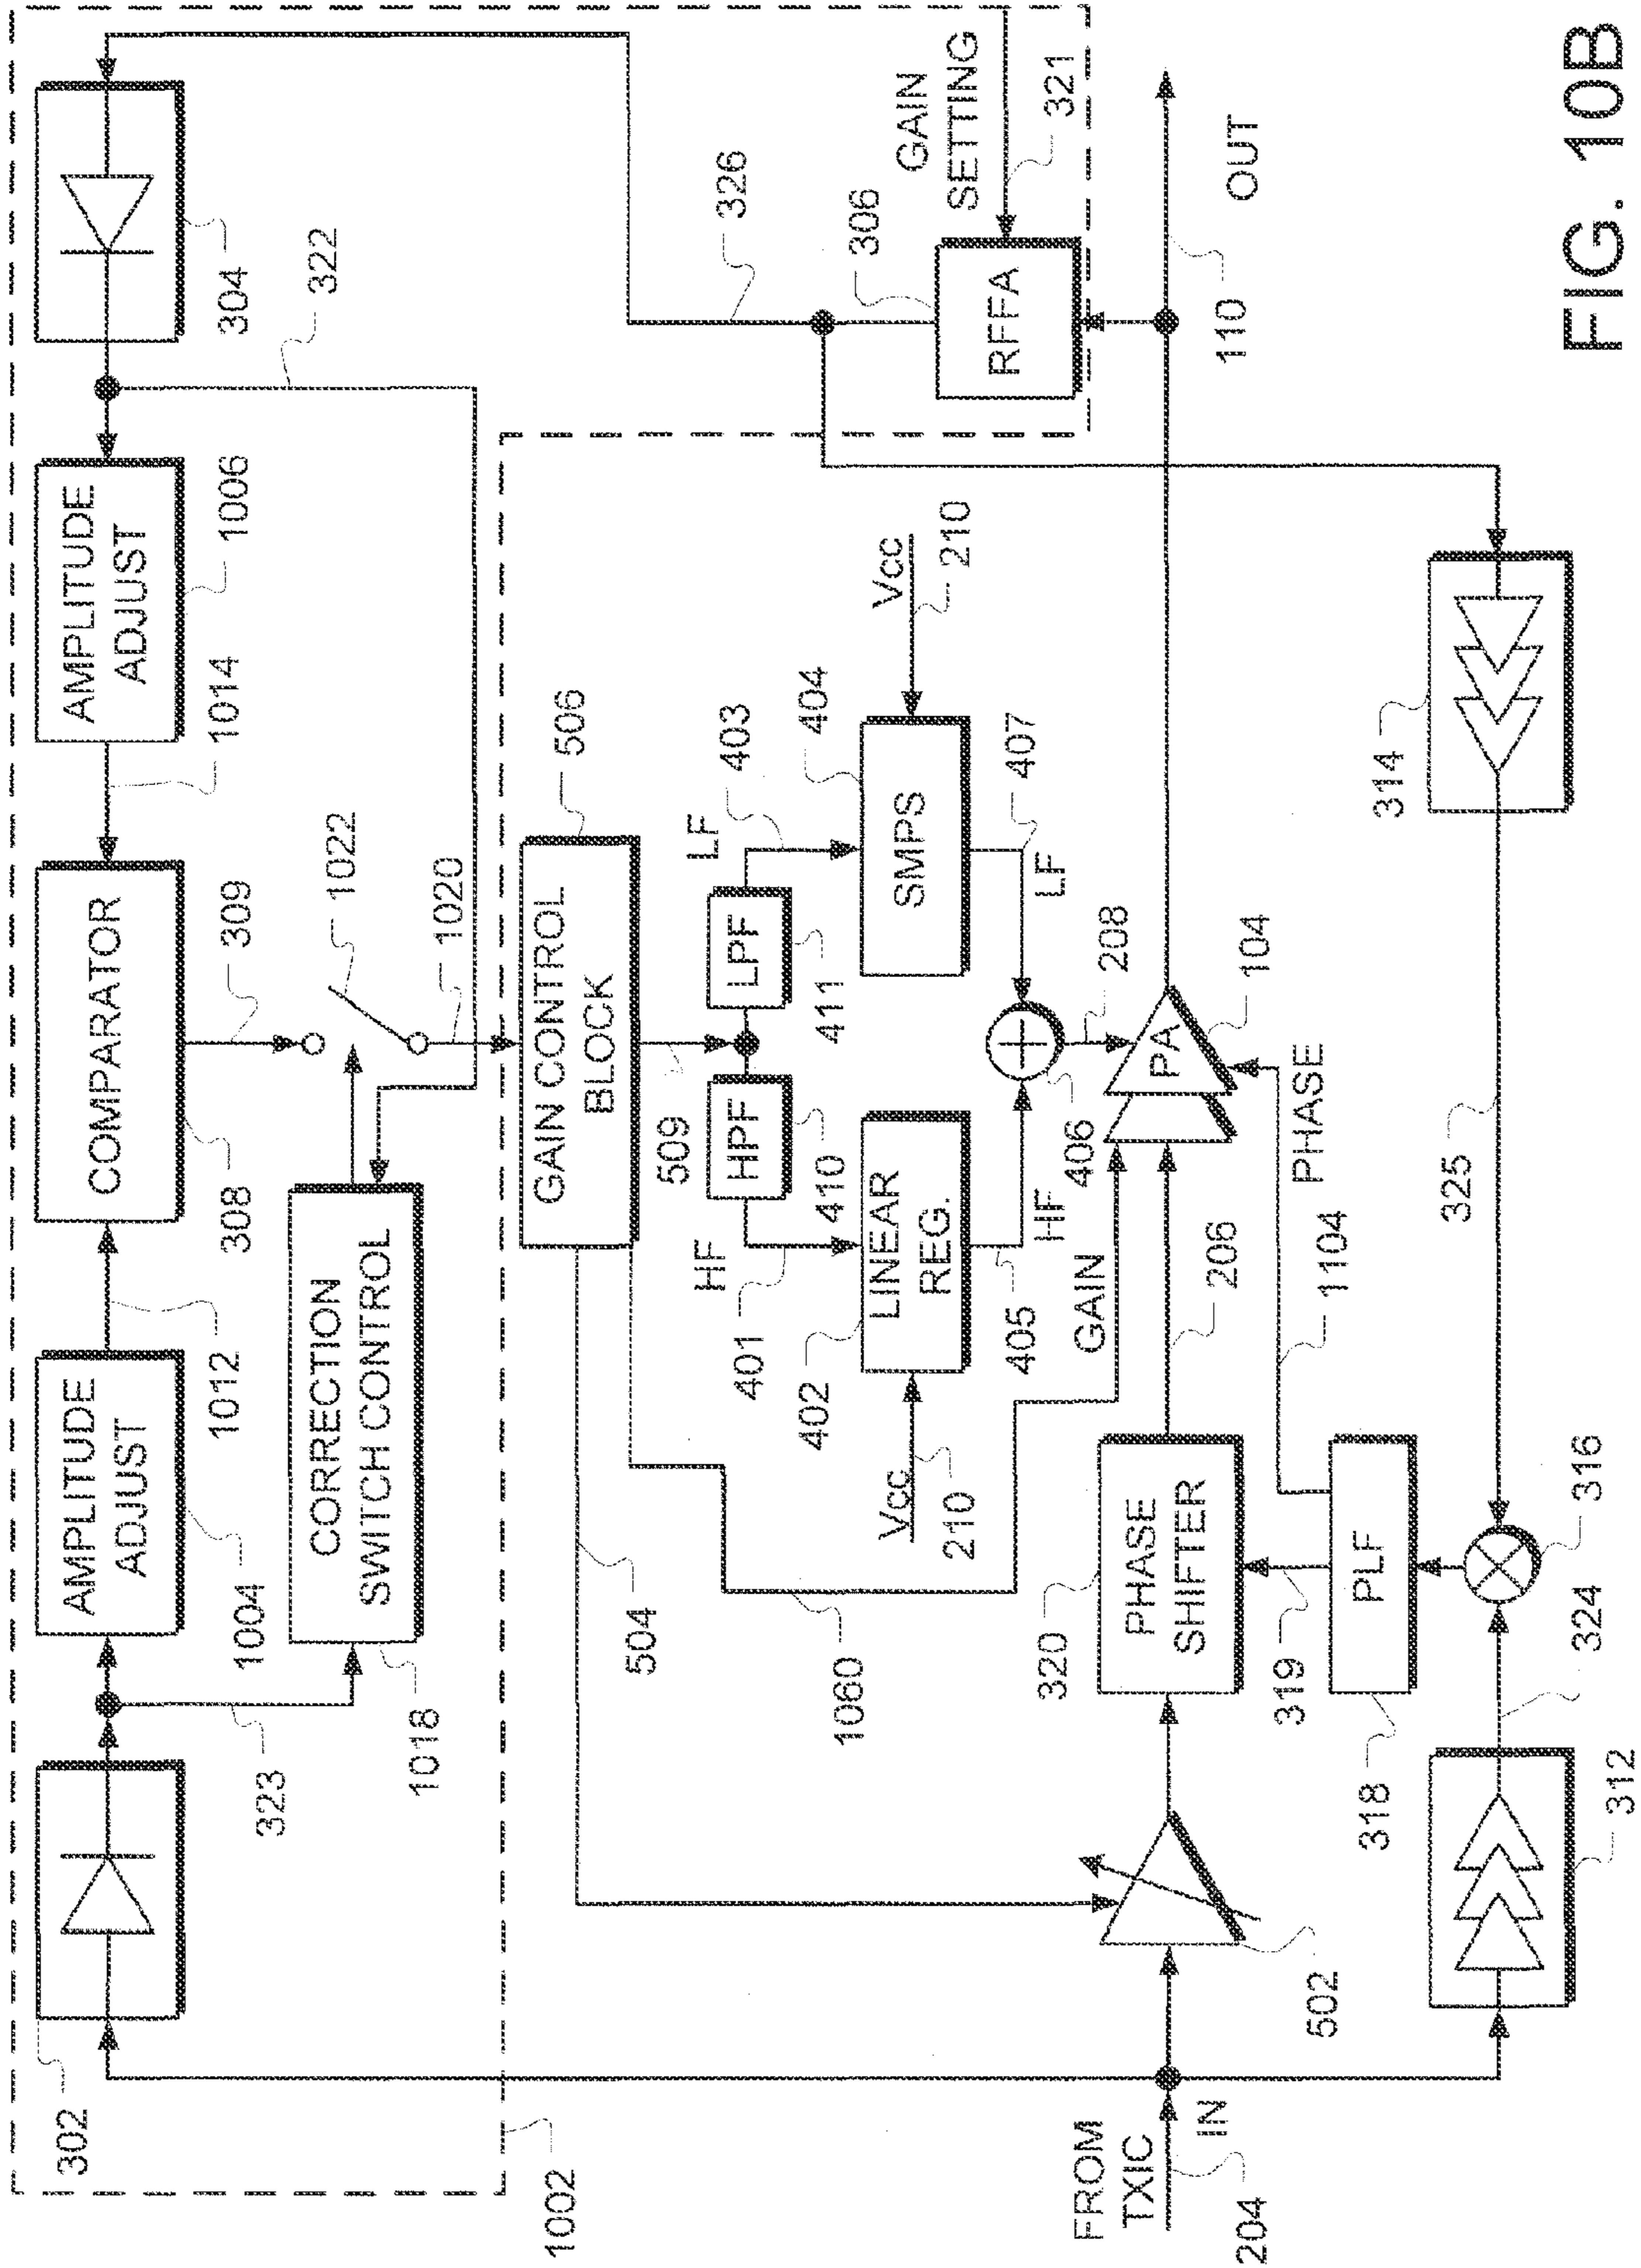 302
304
322
AMPLITUDE
ADJUST
1004
1012
COMPARATOR
308
309
1014
AMPLITUDE
ADJUST
1006
323
1018
CORRECTION
SWITCH CONTROL
1022
1020
1002
GAIN CONTROL
BLOCK
506
509
504
1060
HF
401
HPF
410
LPF
411
LF
403
Vcc
210
402
LINEAR
REG.
405
HF
406
SMPS
404
407
LF
Vcc
210
208
PA
104
GAIN
206
PHASE
1104
326
306
RFFA
GAIN
SETTING
321
110
OUT
FROM
TXIC
204
IN
502
320
PHASE
SHIFTER
319
PLF
318
316
324
312
325
314
FIG. 10B